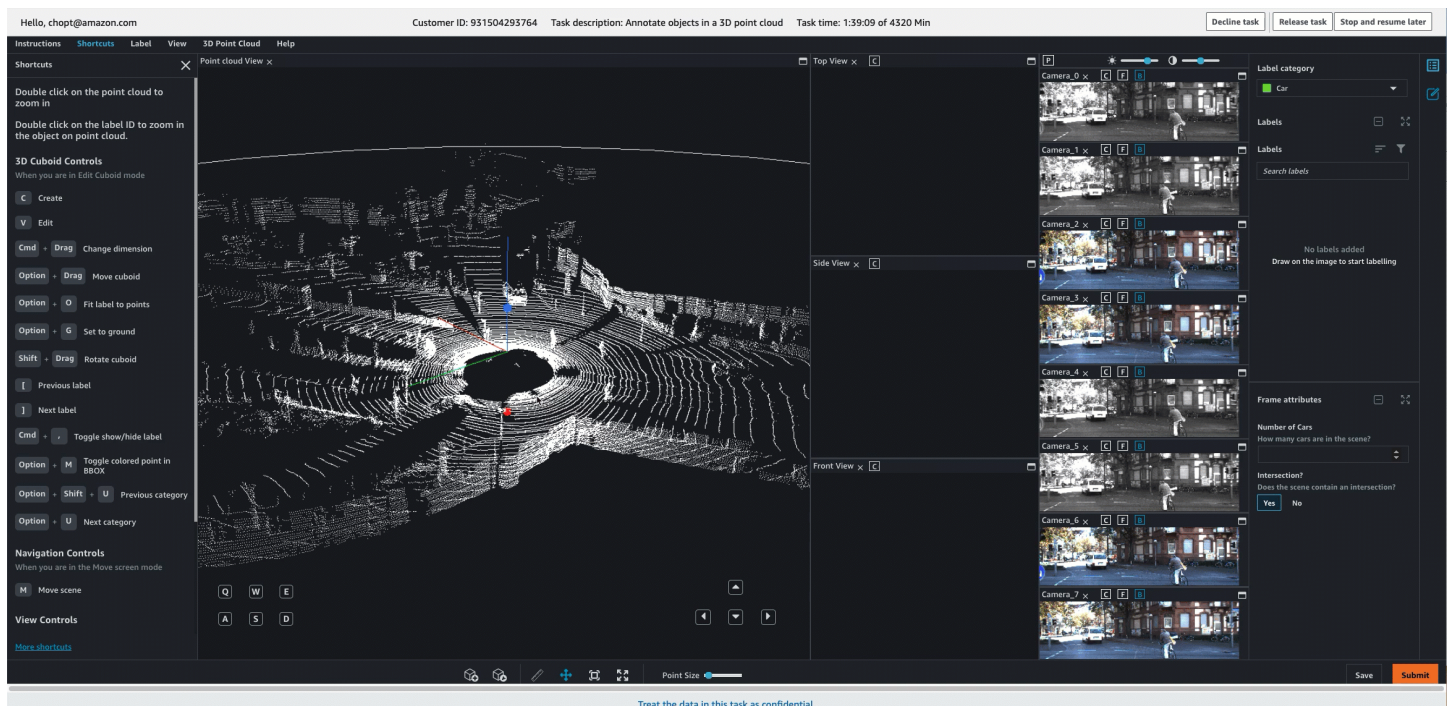 Hello, chopt@amazon.com
Customer ID: 931504293764
Task description: Annotate objects in a 3D point cloud
Task time: 1:39:09 of 4320 Min
Decline task
Release task
Stop and resume later
Instructions
Shortcuts
Label
View
3D Point Cloud
Help
Shortcuts
Double click on the point cloud to
zoom in
Double click on the label ID to zoom in
the object on point cloud.
3D Cuboid Controls
When you are in Edit Cuboid mode
C Create
V Edit
Cmd + Drag Change dimension
Option + Drag Move cuboid
Option + O Fit label to points
Option + G Set to ground
Shift + Drag Rotate cuboid
[ Previous label
] Next label
Cmd + , Toggle show/hide label
Option + M Toggle colored point in
BBOX
Option + Shift + U Previous category
Option + U Next category
Navigation Controls
When you are in the Move screen mode
M Move scene
View Controls
More shortcuts
Point cloud View x
Q W E
A S D
Top View x C
Side View x C
Front View x C
P
Camera_0 x C F B
Camera_1 x C F B
Camera_2 x C F B
Camera_3 x C F B
Camera_4 x C F B
Camera_5 x C F B
Camera_6 x C F B
Camera_7 x C F B
Label category
Car
Labels
Labels
Search labels
No labels added
Draw on the image to start labelling
Frame attributes
Number of Cars
How many cars are in the scene?
Intersection?
Does the scene contain an intersection?
Yes No
Point Size
Save
Submit
Treat the data in this task as confidential.